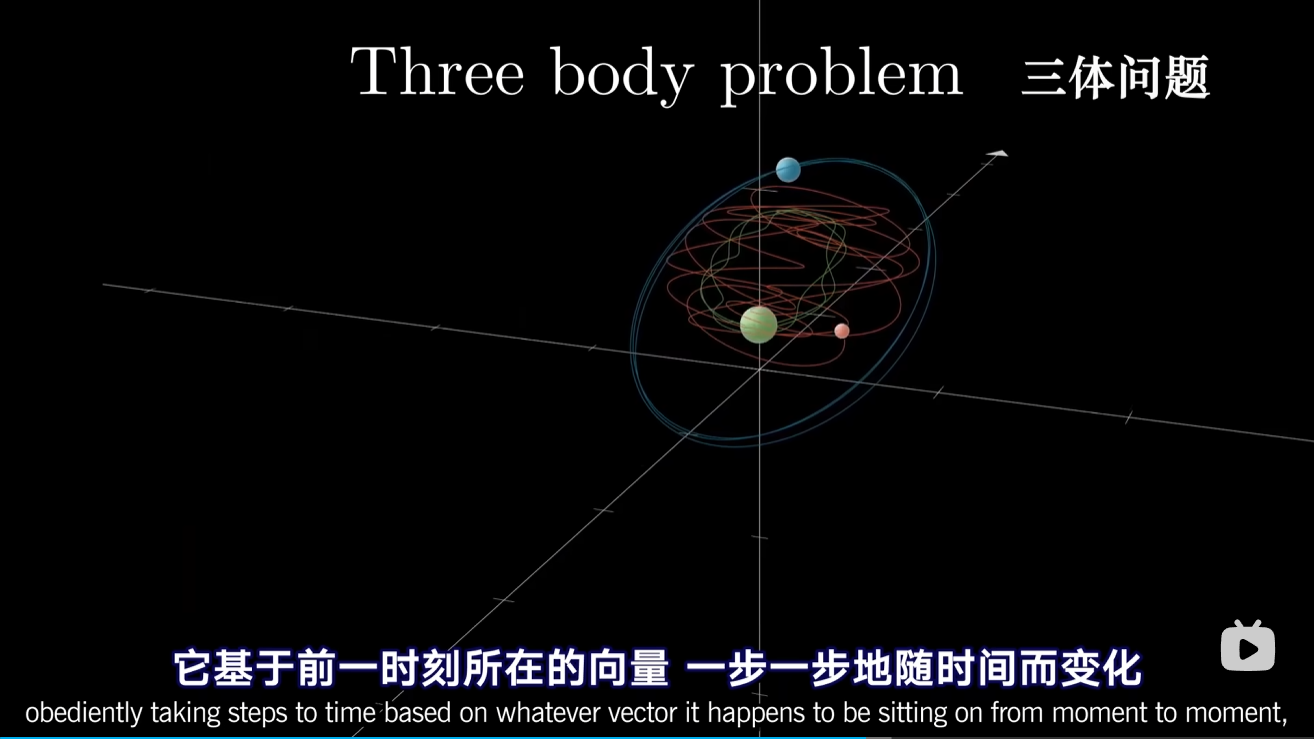 Three body problem 三体问题
它基于前一时刻所在的向量 一步一步地随时间而变化
obediently taking steps to time based on whatever vector it happens to be sitting on from moment to moment,